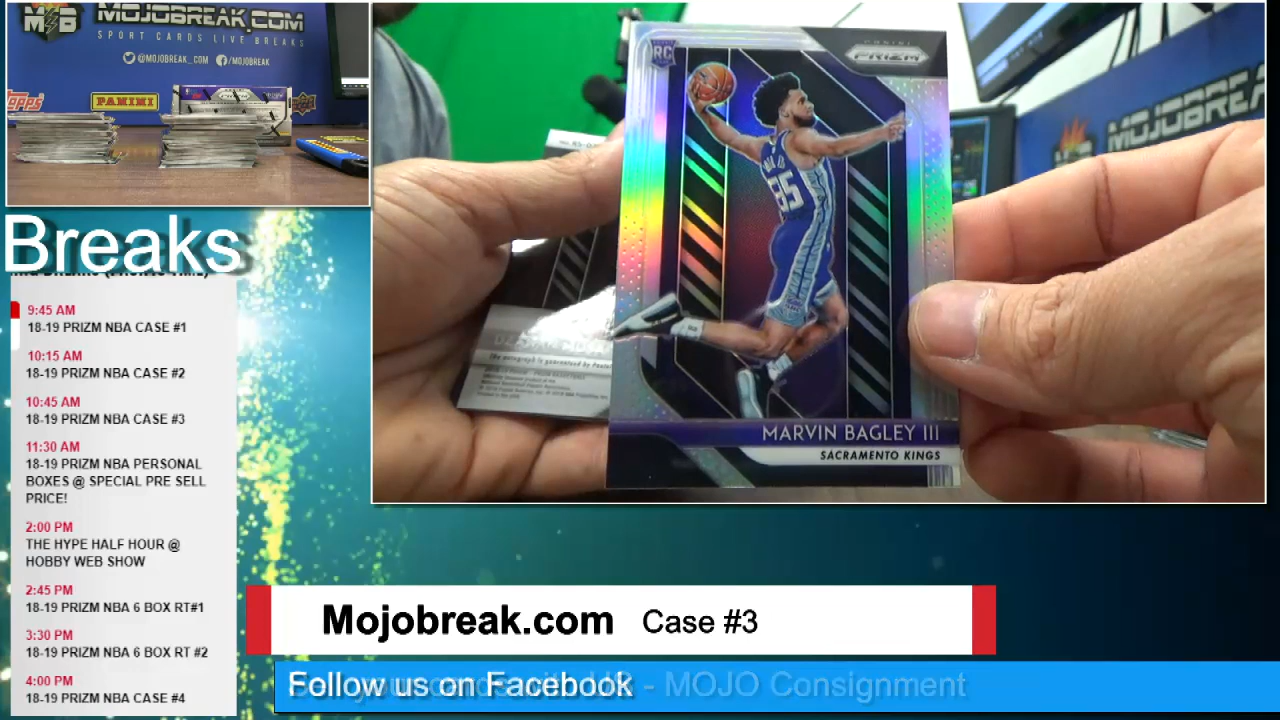 MOJOBREAK.COM
SPORT CARDS LIVE BREAKS
@MOJOBREAK /MOJOBREAK
Topps
PANINI
Breaks
9:45 AM
18-19 PRIZM NBA CASE #1
10:15 AM
18-19 PRIZM NBA CASE #2
10:45 AM
18-19 PRIZM NBA CASE #3
11:30 AM
18-19 PRIZM NBA PERSONAL
BOXES @ SPECIAL PRE SELL
PRICE!
2:00 PM
THE HYPE HALF HOUR @
HOBBY WEB SHOW
2:45 PM
18-19 PRIZM NBA 6 BOX RT#1
3:30 PM
18-19 PRIZM NBA 6 BOX RT #2
4:00 PM
18-19 PRIZM NBA CASE #4
RC
PANINI
PRIZM
MARVIN BAGLEY III
SACRAMENTO KINGS
MOJOBREA
Mojobreak.com Case #3
Follow us on Facebook
- MOJO Consignment